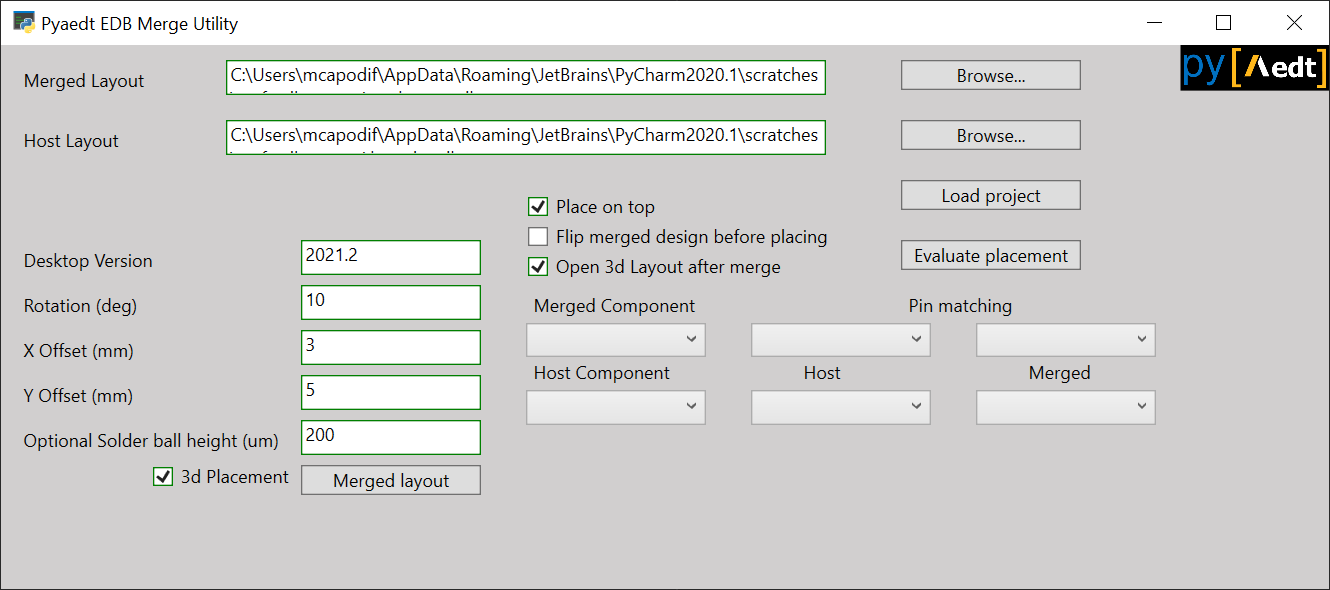 Pyaedt EDB Merge Utility
py[Aedt]
Merged Layout
C:\Users\mcapodif\AppData\Roaming\JetBrains\PyCharm2020.1\scratches
Browse...
Host Layout
C:\Users\mcapodif\AppData\Roaming\JetBrains\PyCharm2020.1\scratches
Browse...
Load project
Place on top
Flip merged design before placing
Open 3d Layout after merge
Evaluate placement
Desktop Version
2021.2
Rotation (deg)
10
X Offset (mm)
3
Y Offset (mm)
5
Optional Solder ball height (um)
200
3d Placement
Merged layout
Merged Component
Pin matching
Host Component
Host
Merged